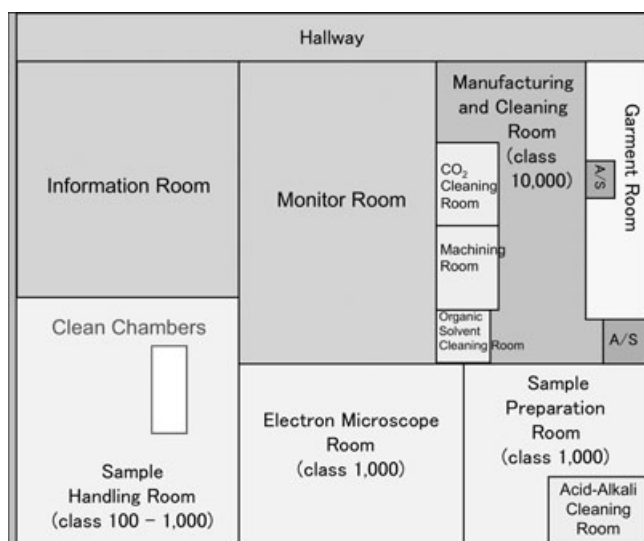 Hallway
Information Room
Monitor Room
Manufacturing
and Cleaning
Room
(class
10,000)
Garment Room
A/S
CO₂
Cleaning
Room
Machining
Room
Organic
Solvent
Cleaning Room
A/S
Clean Chambers
Sample
Handling Room
(class 100 – 1,000)
Electron Microscope
Room
(class 1,000)
Sample
Preparation
Room
(class 1,000)
Acid-Alkali
Cleaning
Room